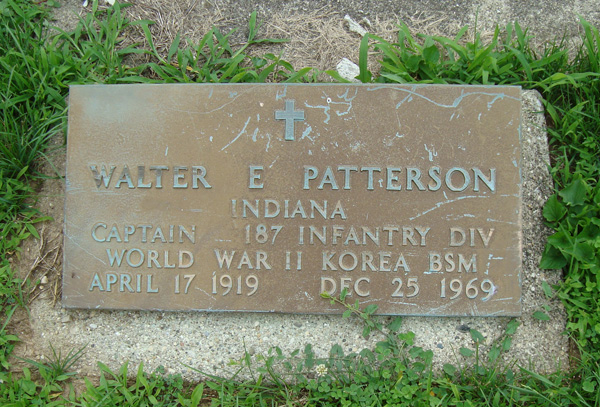 WALTER E PATTERSON
INDIANA
CAPTAIN 187 INFANTRY DIV
WORLD WAR II KOREA BSM
APRIL 17 1919 DEC 25 1969